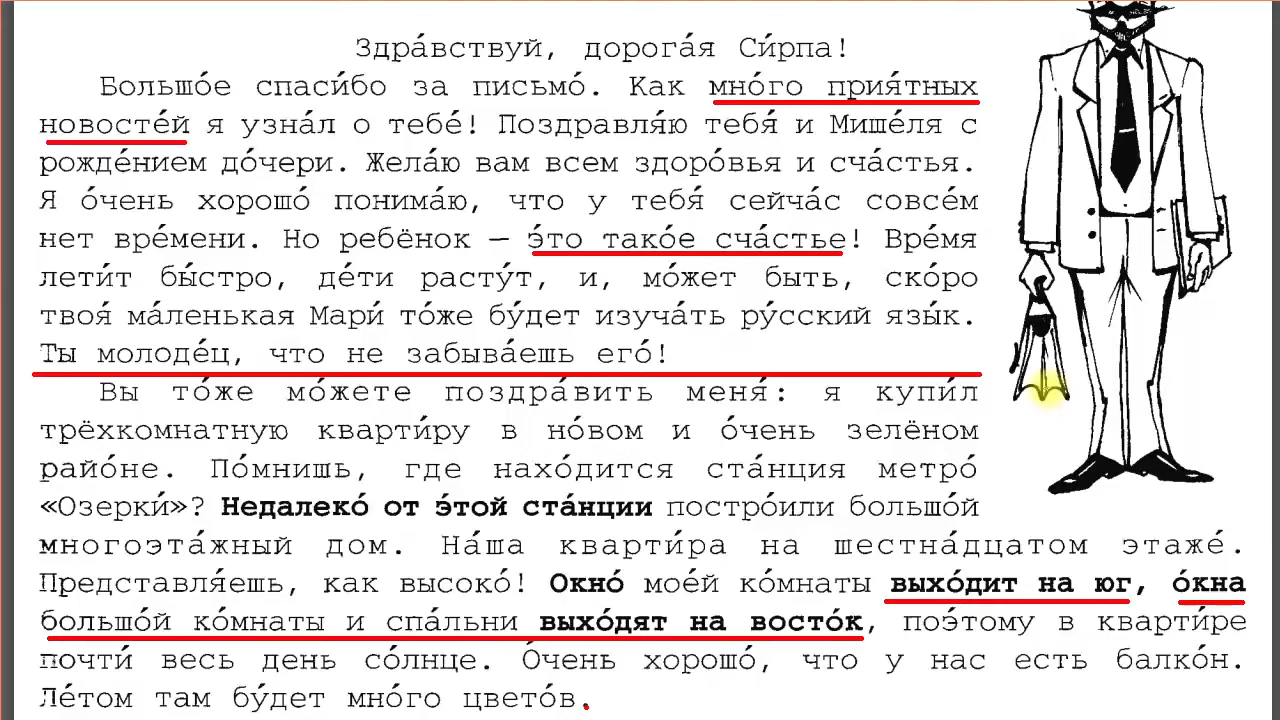 Здра́вствуй, дорога́я Си́рпа!
Большо́е спаси́бо за письмо́. Как мно́го прия́тных
новосте́й я узна́л о тебе́! Поздравля́ю тебя́ и Мише́ля с
рожде́нием до́чери. Жела́ю вам всем здоро́вья и сча́стья.
Я о́чень хорошо́ понима́ю, что у тебя́ сейча́с совсе́м
нет вре́мени. Но ребёнок — э́то тако́е сча́стье! Вре́мя
лети́т бы́стро, де́ти расту́т, и, мо́жет быть, ско́ро
твоя́ ма́ленькая Мари́ то́же бу́дет изуча́ть ру́сский язы́к.
Ты молоде́ц, что не забыва́ешь его́!
Вы то́же мо́жете поздра́вить меня́: я купи́л
трёхкомнатную кварти́ру в но́вом и о́чень зелёном
райо́не. По́мнишь, где нахо́дится ста́нция метро́
«Озерки́»? Недалеко́ от э́той ста́нции постро́или большо́й
многоэта́жный дом. На́ша кварти́ра на шестна́дцатом этаже́.
Представля́ешь, как высоко́! Окно́ мое́й ко́мнаты выхо́дит на юг, о́кна
большо́й ко́мнаты и спа́льни выхо́дят на восто́к, поэ́тому в кварти́ре
почти́ весь день со́лнце. О́чень хорошо́, что у нас есть балко́н.
Ле́том там бу́дет мно́го цвето́в.